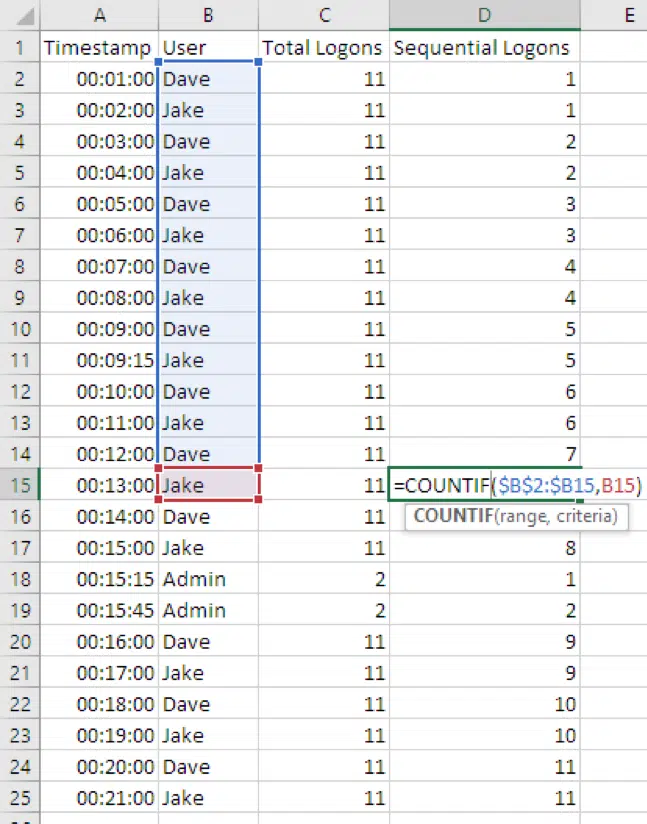 A B C D E
1 Timestamp User Total Logons Sequential Logons
2 00:01:00 Dave 11 1
3 00:02:00 Jake 11 1
4 00:03:00 Dave 11 2
5 00:04:00 Jake 11 2
6 00:05:00 Dave 11 3
7 00:06:00 Jake 11 3
8 00:07:00 Dave 11 4
9 00:08:00 Jake 11 4
10 00:09:00 Dave 11 5
11 00:09:15 Jake 11 5
12 00:10:00 Dave 11 6
13 00:11:00 Jake 11 6
14 00:12:00 Dave 11 7
15 00:13:00 Jake 11 =COUNTIF($B$2:$B15,B15)
16 00:14:00 Dave 11 COUNTIF(range, criteria)
17 00:15:00 Jake 11 8
18 00:15:15 Admin 2 1
19 00:15:45 Admin 2 2
20 00:16:00 Dave 11 9
21 00:17:00 Jake 11 9
22 00:18:00 Dave 11 10
23 00:19:00 Jake 11 10
24 00:20:00 Dave 11 11
25 00:21:00 Jake 11 11